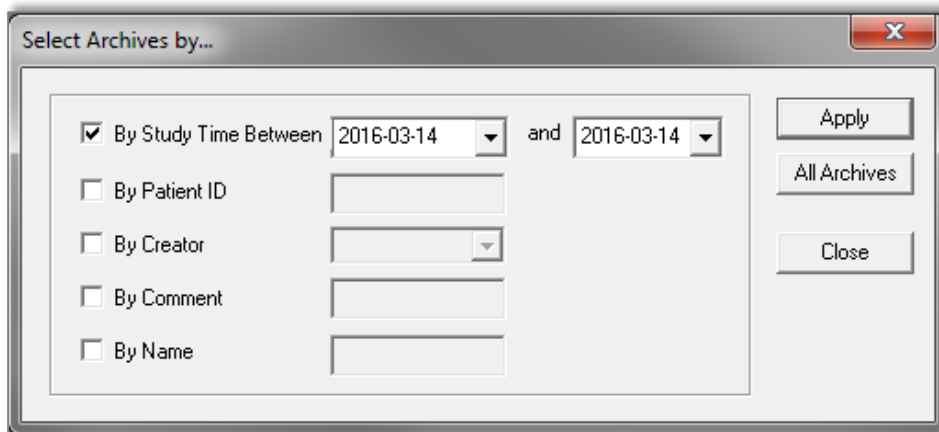 Select Archives by...
By Study Time Between 2016-03-14 and 2016-03-14
Apply
By Patient ID
All Archives
By Creator
Close
By Comment
By Name